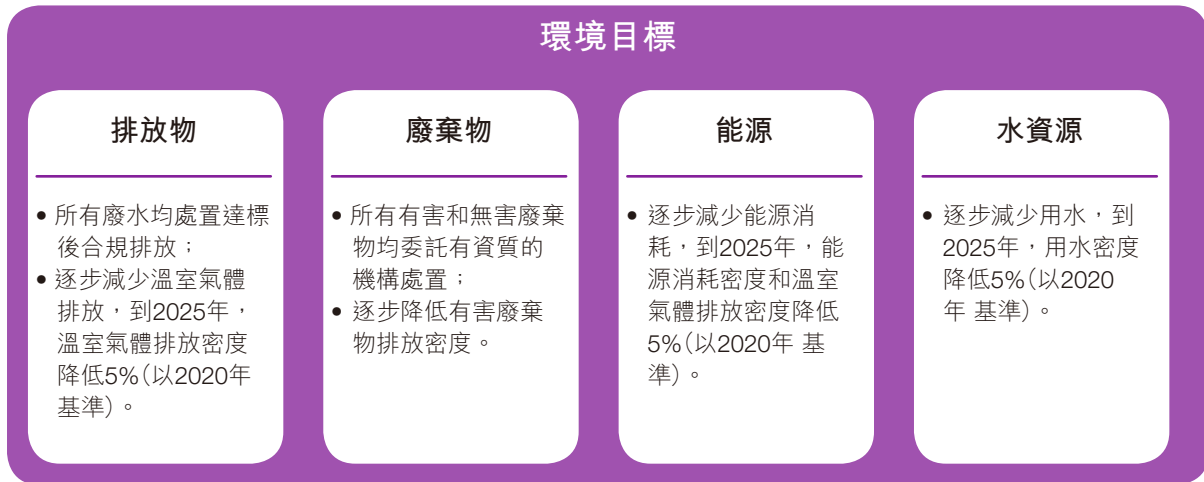 環境目標
排放物
• 所有廢水均處置達標
後合規排放；
• 逐步減少溫室氣體
排放，到2025年，
溫室氣體排放密度
降低5%（以2020年
基準）。
廢棄物
• 所有有害和無害廢棄
物均委託有資質的
機構處置；
• 逐步降低有害廢棄
物排放密度。
能源
• 逐步減少能源消
耗，到2025年，能
源消耗密度和溫室
氣體排放密度降低
5%（以2020年 基
準）。
水資源
• 逐步減少用水，到
2025年，用水密度
降低5%（以2020
年 基準）。